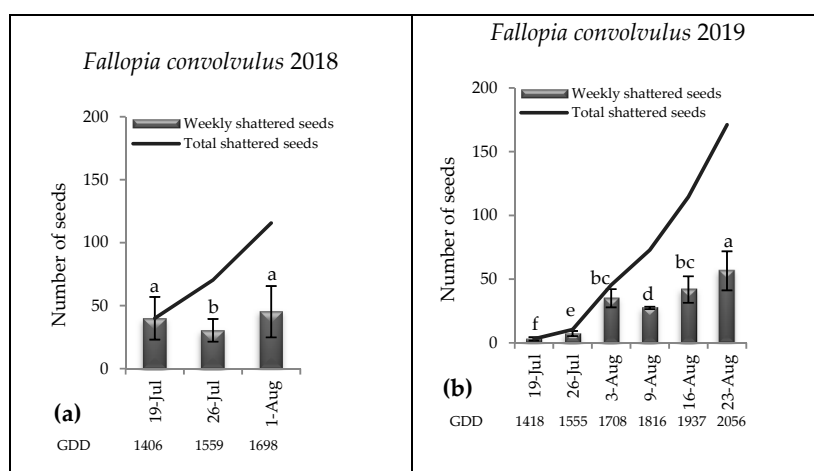 Fallopia convolvulus 2018
200
150
100
50
0
Number of seeds
Weekly shattered seeds
Total shattered seeds
a
b
a
19-Jul
26-Jul
1-Aug
(a)
GDD 1406 1559 1698
Fallopia convolvulus 2019
200
150
100
50
0
Number of seeds
Weekly shattered seeds
Total shattered seeds
f
e
bc
d
bc
a
19-Jul
26-Jul
3-Aug
9-Aug
16-Aug
23-Aug
(b)
GDD 1418 1555 1708 1816 1937 2056